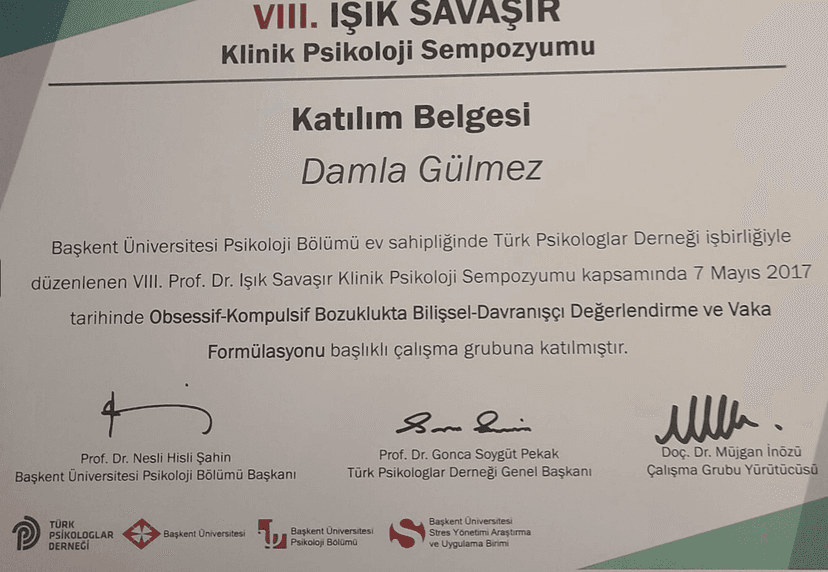 VIII. IŞIK SAVAŞIR
Klinik Psikoloji Sempozyumu
Katılım Belgesi
Damla Gülmez
Başkent Üniversitesi Psikoloji Bölümü ev sahipliğinde Türk Psikologlar Derneği işbirliğiyle
düzenlenen VIII. Prof. Dr. Işık Savaşır Klinik Psikoloji Sempozyumu kapsamında 7 Mayıs 2017
tarihinde Obsessif-Kompulsif Bozuklukta Bilişsel-Davranışçı Değerlendirme ve Vaka
Formülasyonu başlıklı çalışma grubuna katılmıştır.
Prof. Dr. Nesli Hisli Şahin
Başkent Üniversitesi Psikoloji Bölümü Başkanı
Prof. Dr. Gonca Soygüt Pekak
Türk Psikologlar Derneği Genel Başkanı
Doç. Dr. Müjgan İnözü
Çalışma Grubu Yürütücüsü
TÜRK
PSİKOLOGLAR
DERNEĞİ
Başkent Üniversitesi
Başkent Üniversitesi
Psikoloji Bölümü
Başkent Üniversitesi
Stres Yönetimi Araştırma
ve Uygulama Birimi